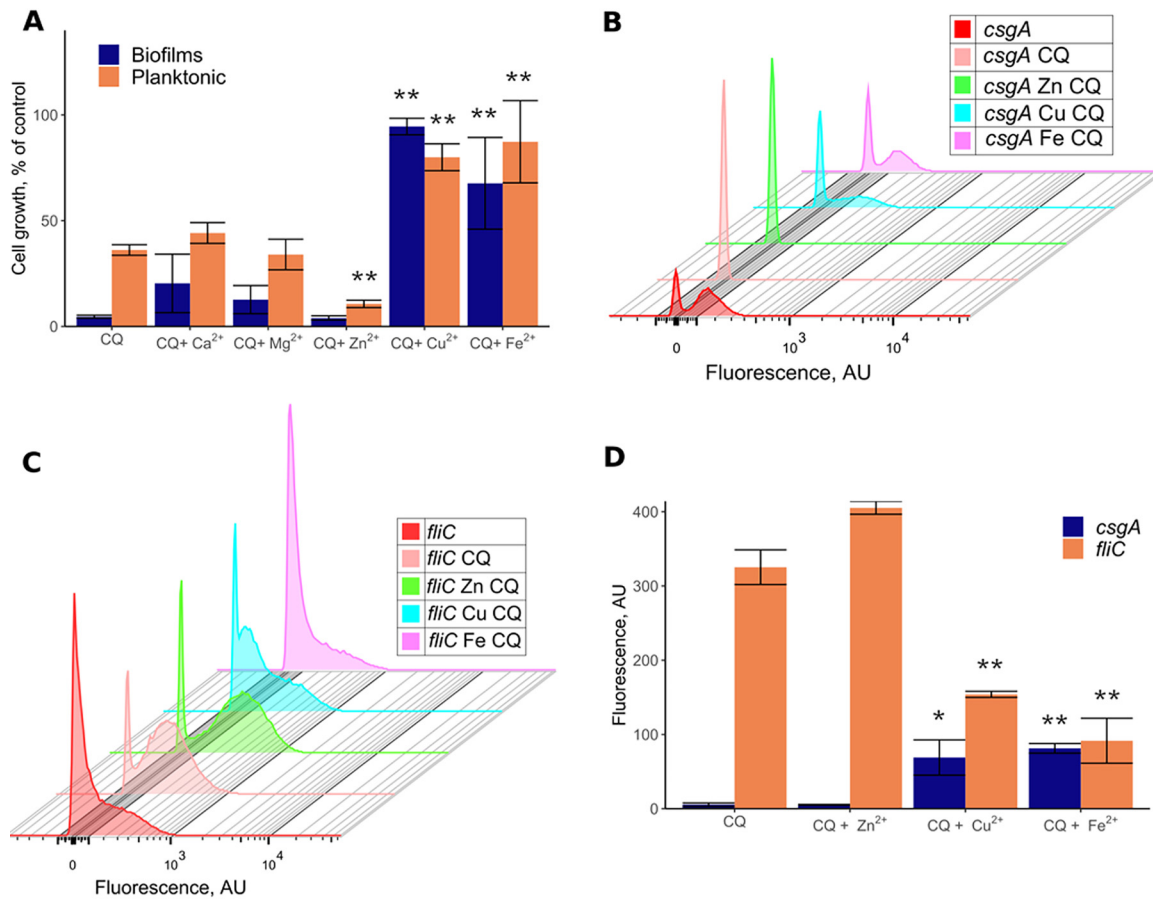 A
Biofilms
Planktonic
Cell growth, % of control
100
50
0
** ** ** ** **
CQ CQ+ Ca²⁺ CQ+ Mg²⁺ CQ+ Zn²⁺ CQ+ Cu²⁺ CQ+ Fe²⁺
B
csgA
csgA CQ
csgA Zn CQ
csgA Cu CQ
csgA Fe CQ
0 10³ 10⁴
Fluorescence, AU
C
fliC
fliC CQ
fliC Zn CQ
fliC Cu CQ
fliC Fe CQ
0 10³ 10⁴
Fluorescence, AU
D
csgA
fliC
Fluorescence, AU
400
300
200
100
0
* ** ** **
CQ CQ + Zn²⁺ CQ + Cu²⁺ CQ + Fe²⁺